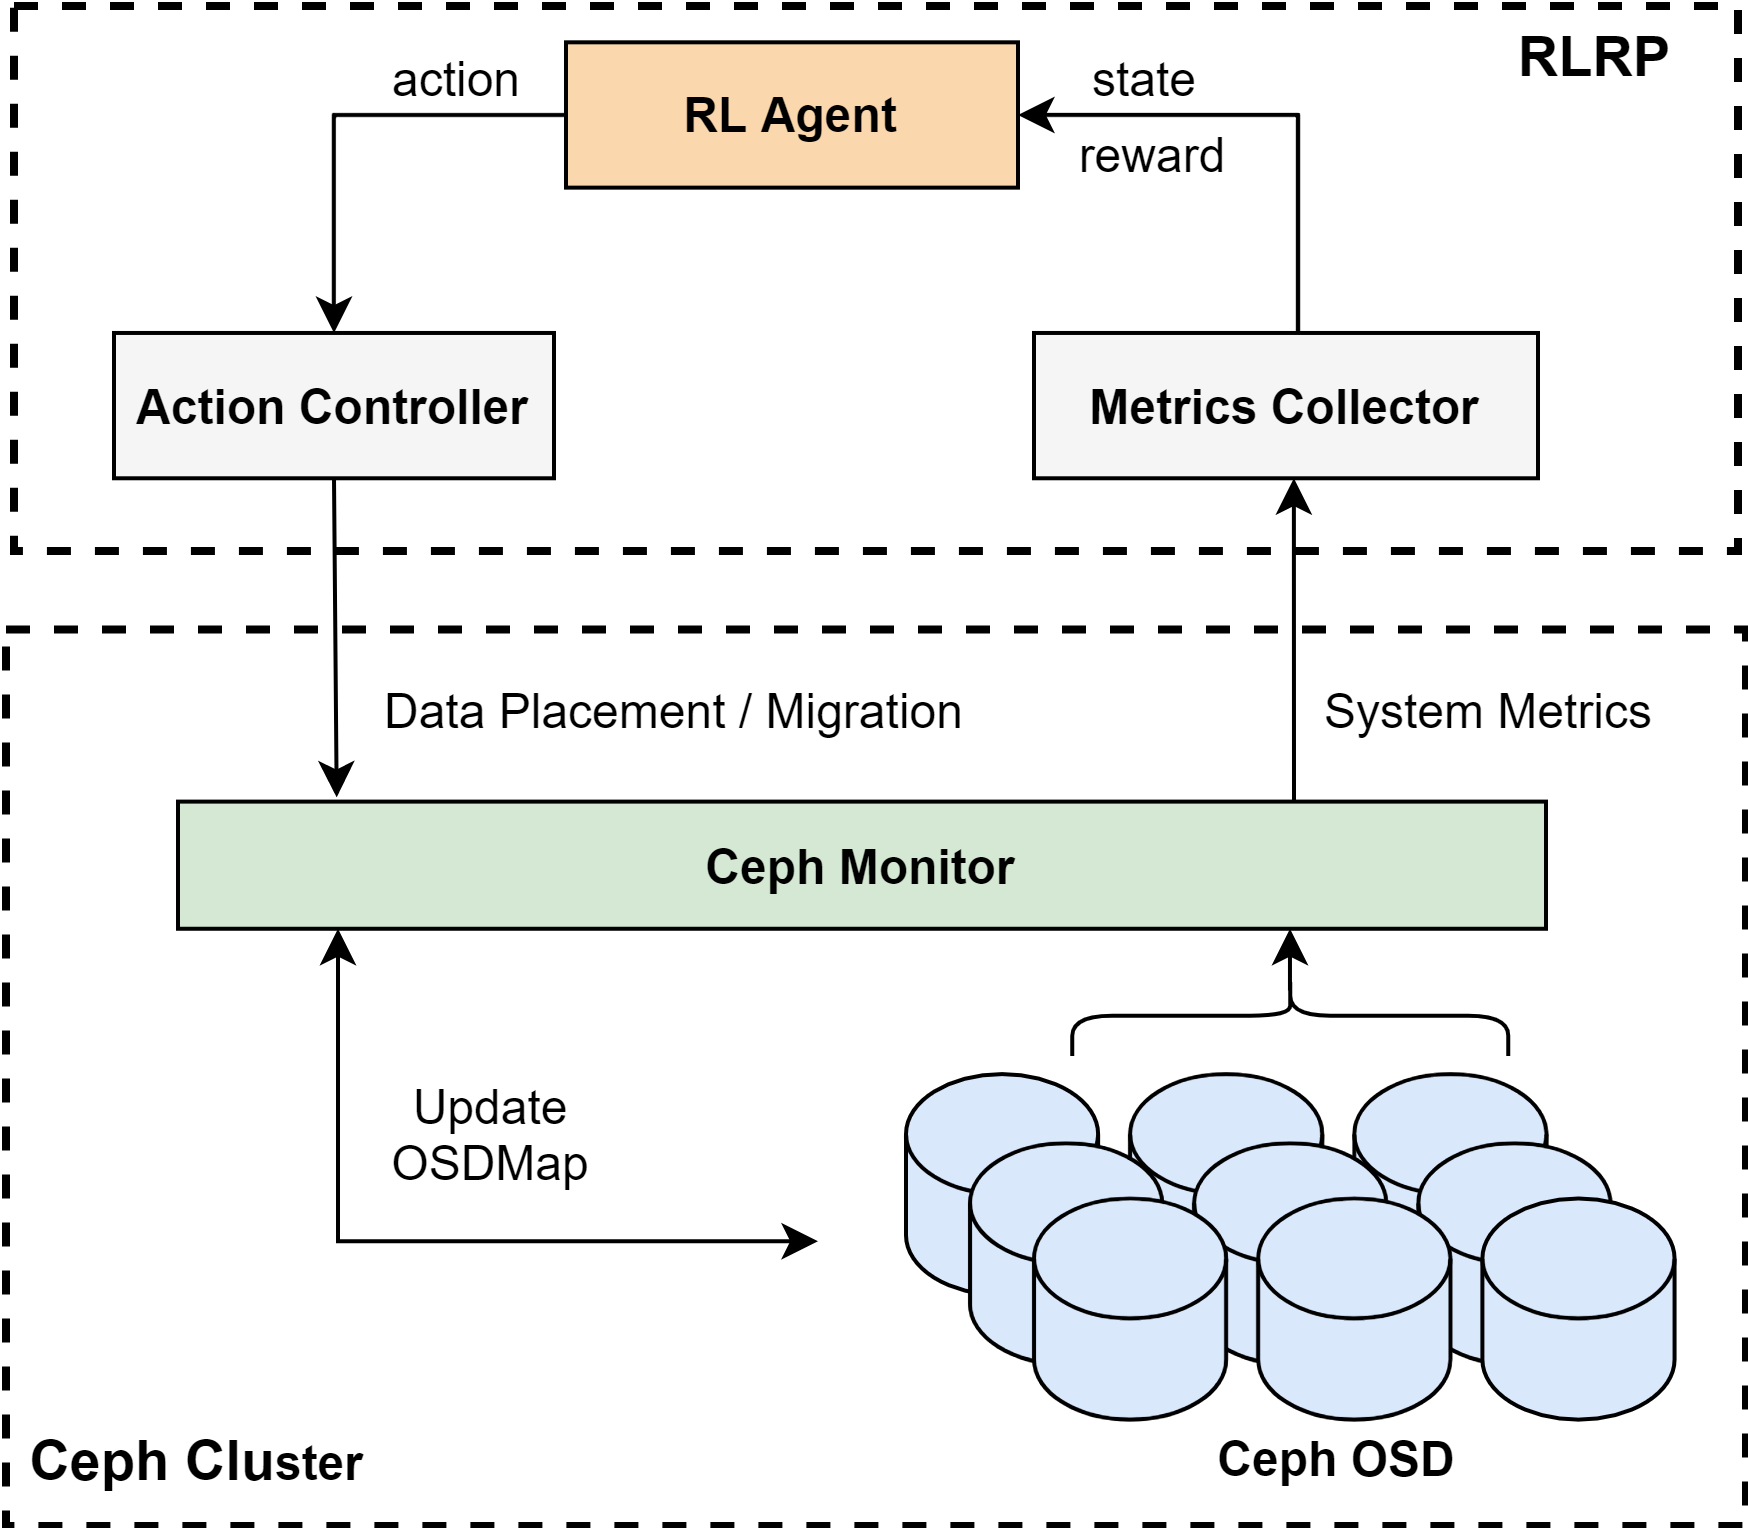 RLRP
action
RL Agent
state
reward
Action Controller
Metrics Collector
Data Placement / Migration
System Metrics
Ceph Monitor
Update
OSDMap
Ceph Cluster
Ceph OSD